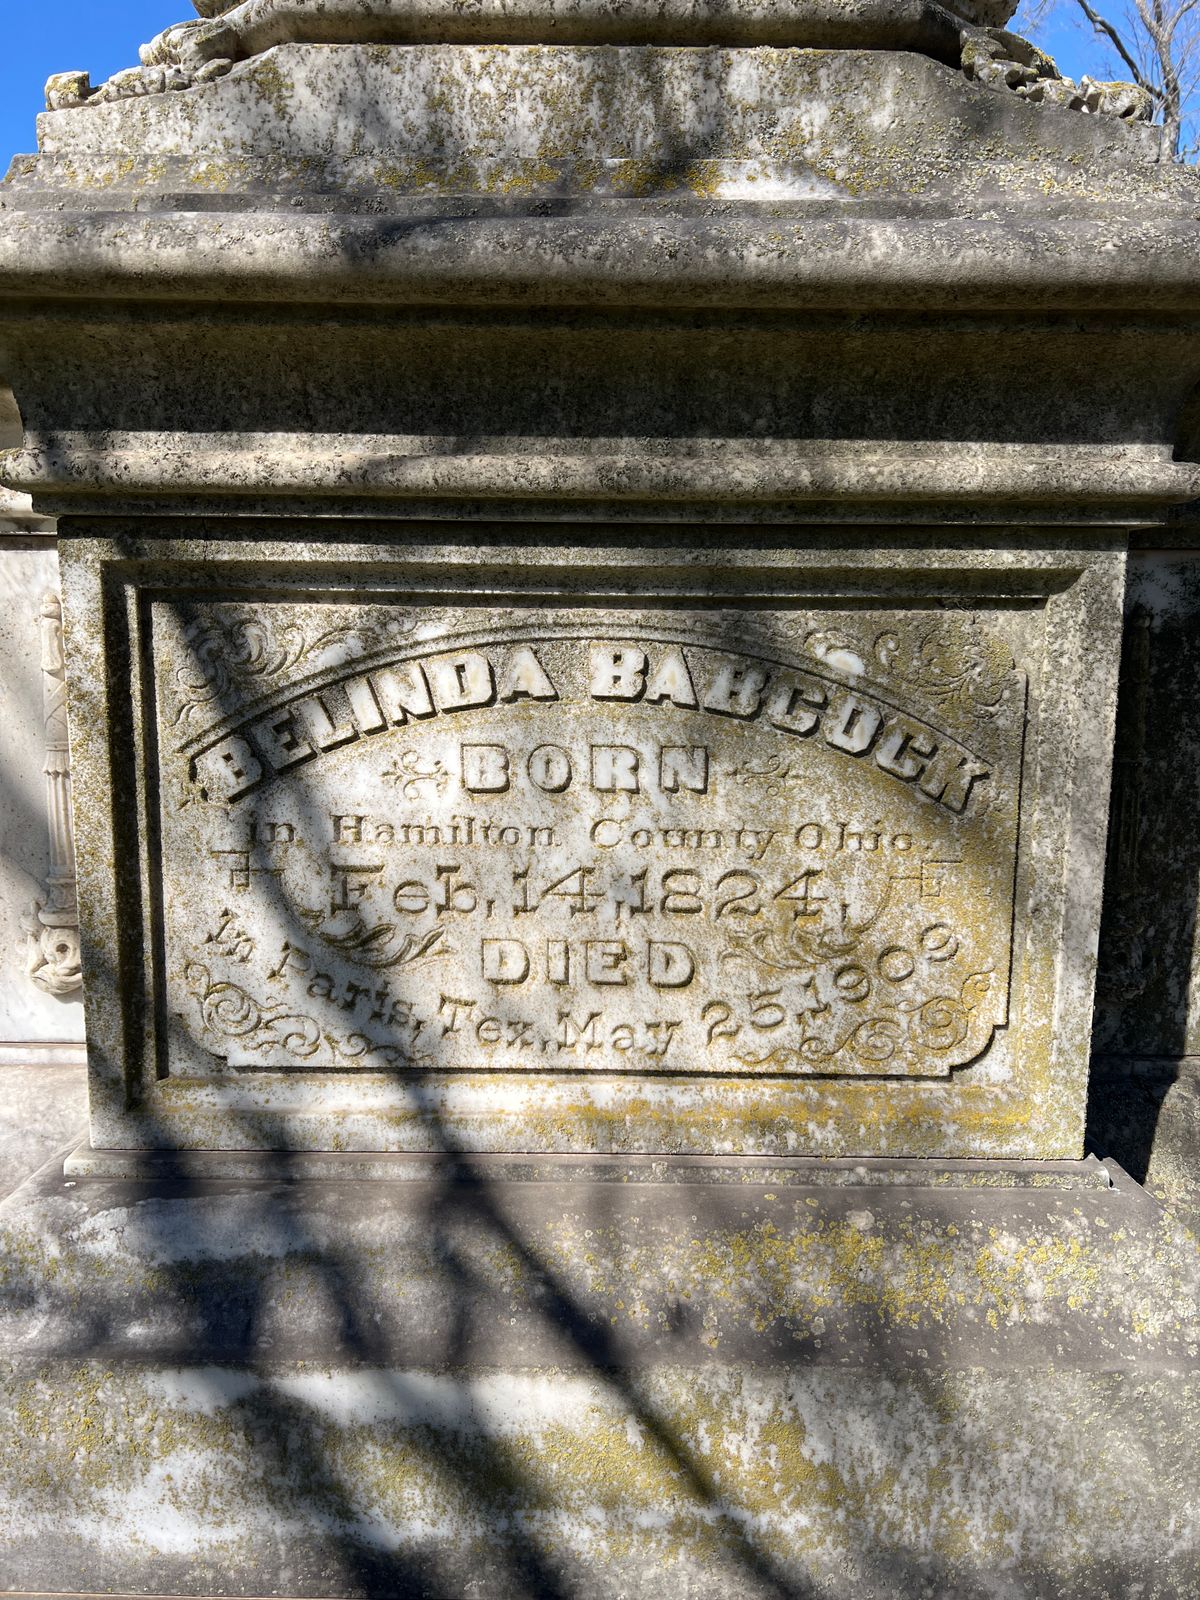 BELINDA BABCOCK
BORN
in Hamilton County Ohio.
Feb, 14, 1824,
DIED
in Paris, Tex, May 25, 1909